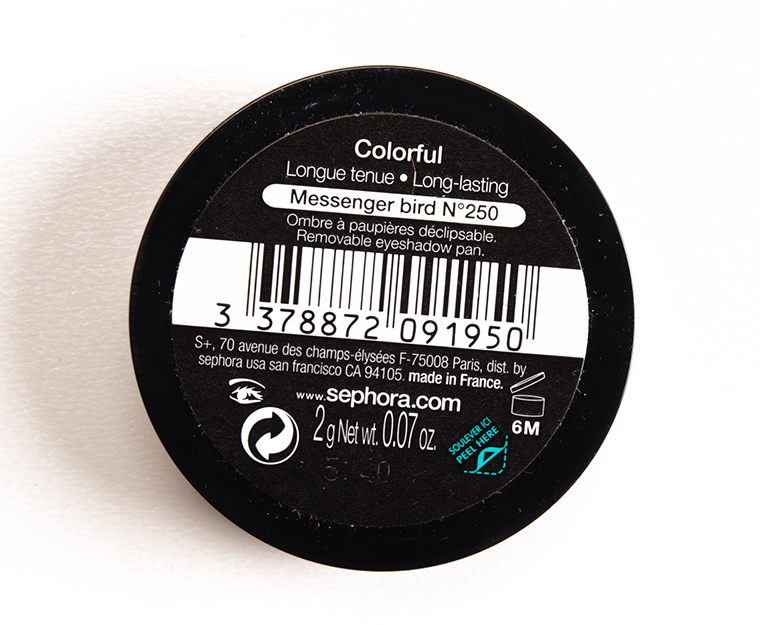 Colorful
Longue tenue • Long-lasting
Messenger bird N°250
Ombre à paupières déclipsable.
Removable eyeshadow pan.
3 378872 091950
S+, 70 avenue des champs-élysées F-75008 Paris, dist. by
sephora usa san francisco CA 94105. made in France.
www.sephora.com
2 g Net wt. 0.07 oz.
SOULEVER ICI
PEEL HERE
6M